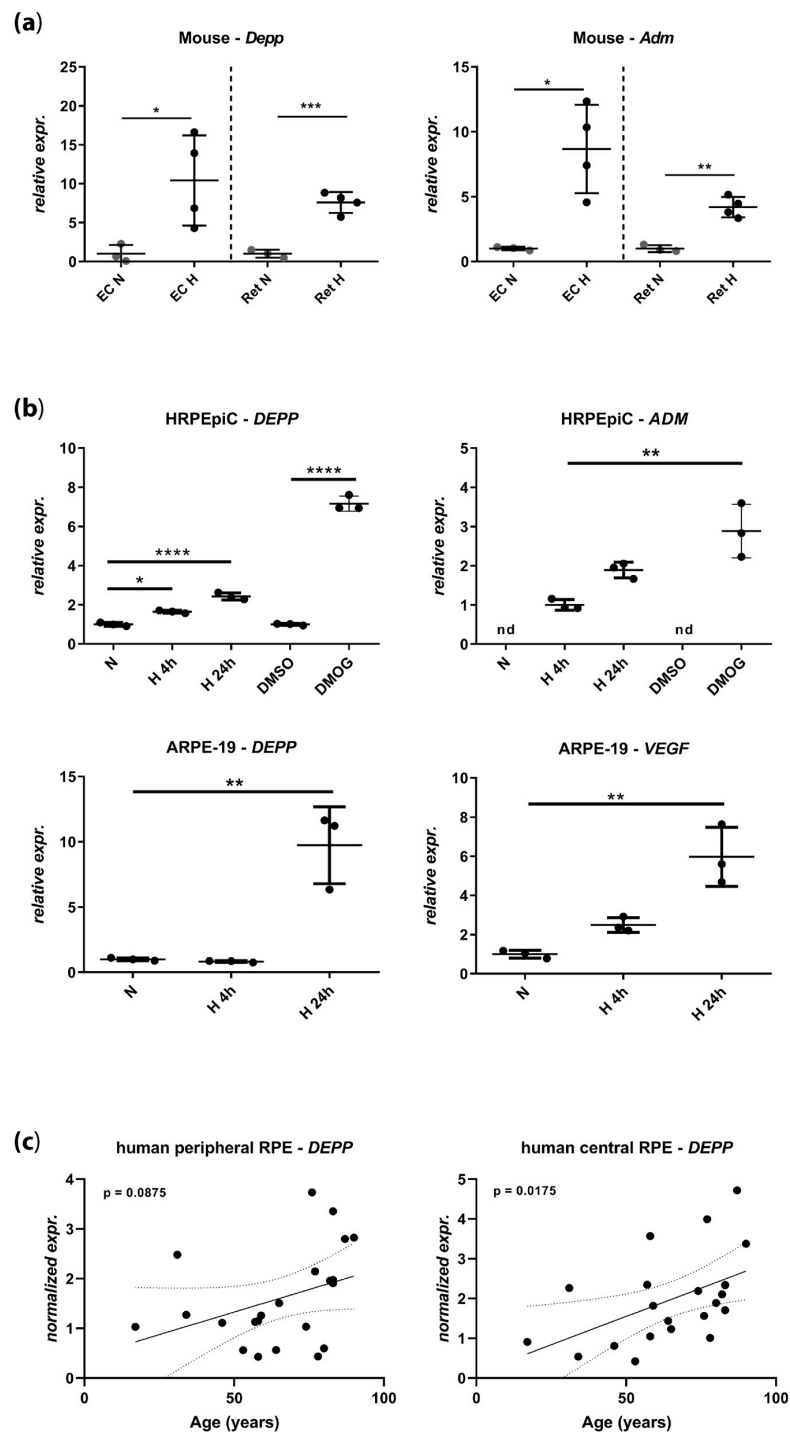 (a)
Mouse - Depp
25
20
15
10
5
0
relative expr.
*
***
EC N
EC H
Ret N
Ret H
Mouse - Adm
15
10
5
0
relative expr.
*
**
EC N
EC H
Ret N
Ret H
(b)
HRPEpiC - DEPP
10
8
6
4
2
0
relative expr.
****
****
*
N
H 4h
H 24h
DMSO
DMOG
HRPEpiC - ADM
5
4
3
2
1
0
relative expr.
**
nd
nd
N
H 4h
H 24h
DMSO
DMOG
ARPE-19 - DEPP
15
10
5
0
relative expr.
**
N
H 4h
H 24h
ARPE-19 - VEGF
10
8
6
4
2
0
relative expr.
**
N
H 4h
H 24h
(c)
human peripheral RPE - DEPP
p = 0.0875
4
3
2
1
0
normalized expr.
0
50
100
Age (years)
human central RPE - DEPP
p = 0.0175
5
4
3
2
1
0
normalized expr.
0
50
100
Age (years)